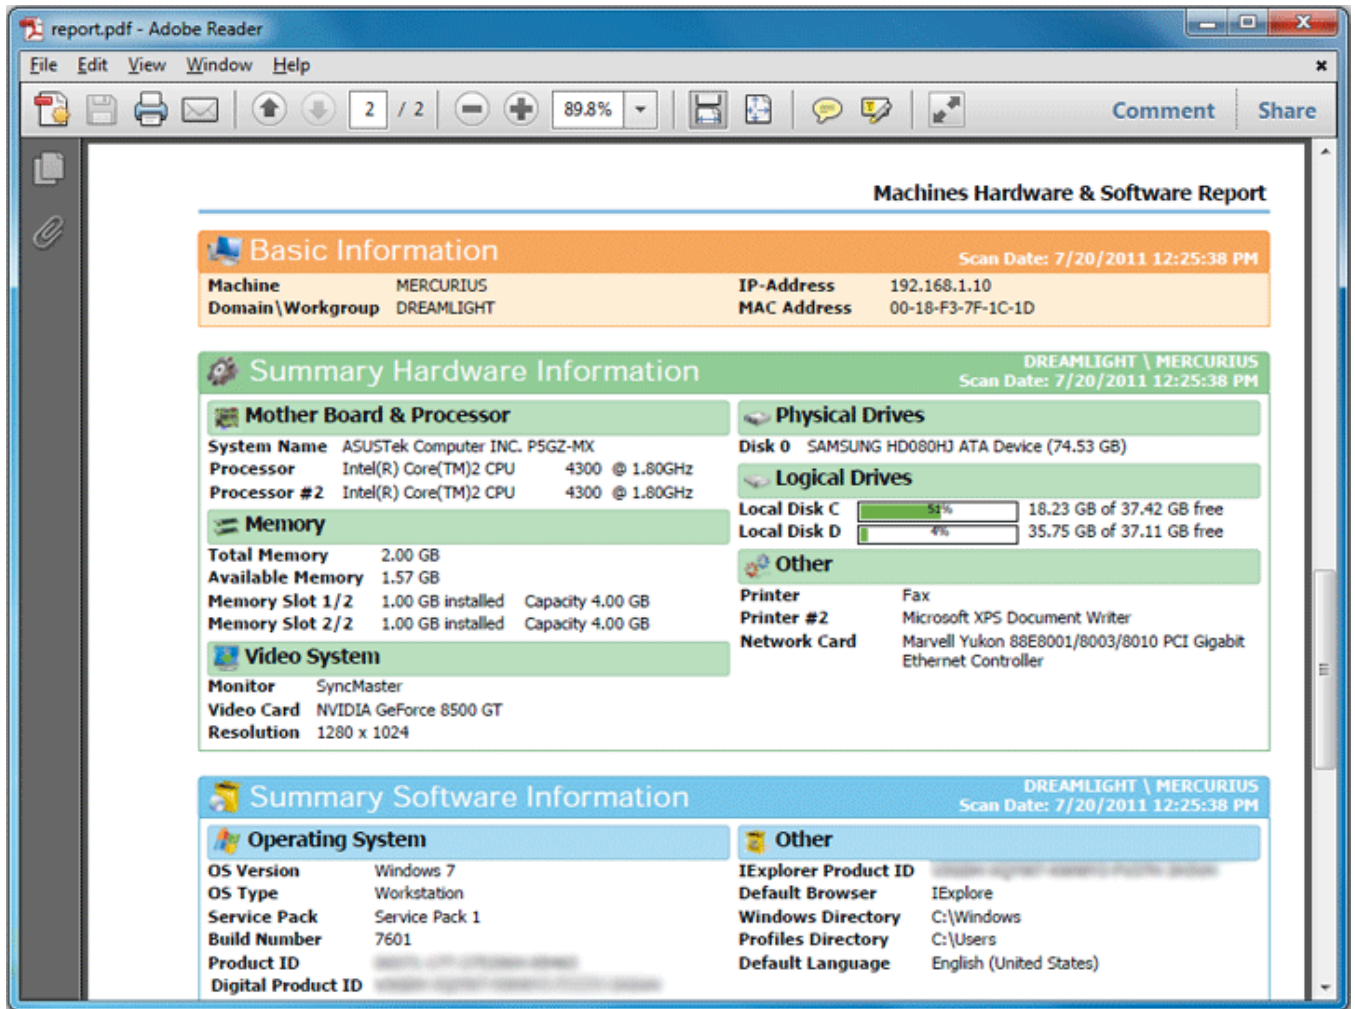 report.pdf - Adobe Reader
File Edit View Window Help
2 / 2 89.8% Comment Share
Machines Hardware & Software Report
Basic Information
Scan Date: 7/20/2011 12:25:38 PM
Machine MERCURIUS IP-Address 192.168.1.10
Domain\Workgroup DREAMLIGHT MAC Address 00-18-F3-7F-1C-1D
Summary Hardware Information
DREAMLIGHT \ MERCURIUS
Scan Date: 7/20/2011 12:25:38 PM
Mother Board & Processor
System Name ASUSTek Computer INC. P5GZ-MX
Processor Intel(R) Core(TM)2 CPU 4300 @ 1.80GHz
Processor #2 Intel(R) Core(TM)2 CPU 4300 @ 1.80GHz
Memory
Total Memory 2.00 GB
Available Memory 1.57 GB
Memory Slot 1/2 1.00 GB installed Capacity 4.00 GB
Memory Slot 2/2 1.00 GB installed Capacity 4.00 GB
Video System
Monitor SyncMaster
Video Card NVIDIA GeForce 8500 GT
Resolution 1280 x 1024
Physical Drives
Disk 0 SAMSUNG HD080HJ ATA Device (74.53 GB)
Logical Drives
Local Disk C 51% 18.23 GB of 37.42 GB free
Local Disk D 4% 35.75 GB of 37.11 GB free
Other
Printer Fax
Printer #2 Microsoft XPS Document Writer
Network Card Marvell Yukon 88E8001/8003/8010 PCI Gigabit
Ethernet Controller
Summary Software Information
DREAMLIGHT \ MERCURIUS
Scan Date: 7/20/2011 12:25:38 PM
Operating System
OS Version Windows 7
OS Type Workstation
Service Pack Service Pack 1
Build Number 7601
Product ID
Digital Product ID
Other
IExplorer Product ID
Default Browser IExplore
Windows Directory C:\Windows
Profiles Directory C:\Users
Default Language English (United States)